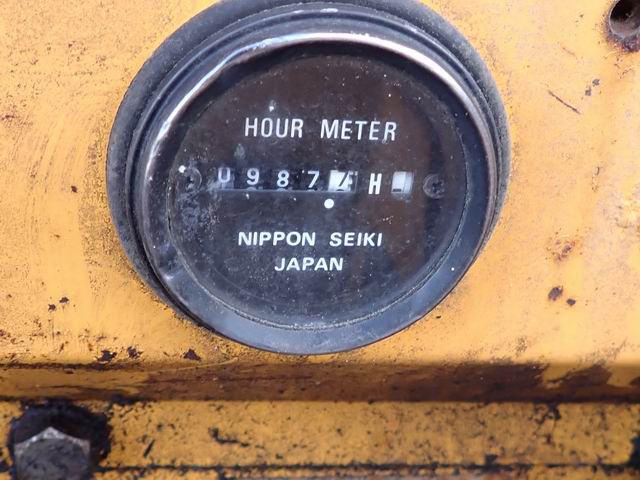 HOUR METER
0987 H
NIPPON SEIKI
JAPAN